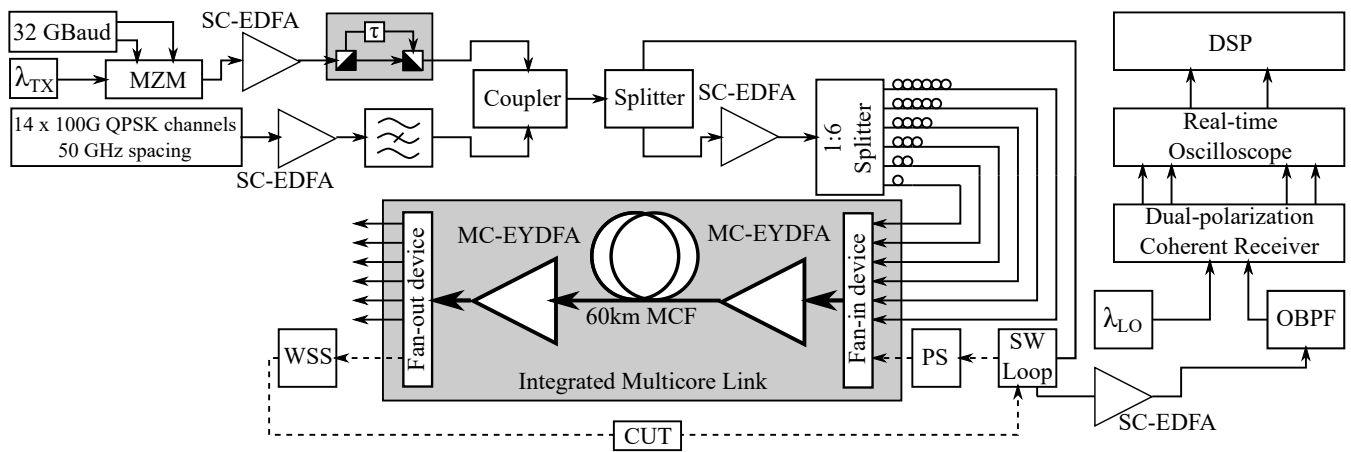 32 GBaud
λTX
MZM
SC-EDFA
τ
14 x 100G QPSK channels
50 GHz spacing
SC-EDFA
Coupler
Splitter
SC-EDFA
1:6
Splitter
DSP
Real-time
Oscilloscope
Dual-polarization
Coherent Receiver
λLO
OBPF
SC-EDFA
SW
Loop
PS
Fan-in device
MC-EYDFA
60km MCF
MC-EYDFA
Fan-out device
Integrated Multicore Link
WSS
CUT